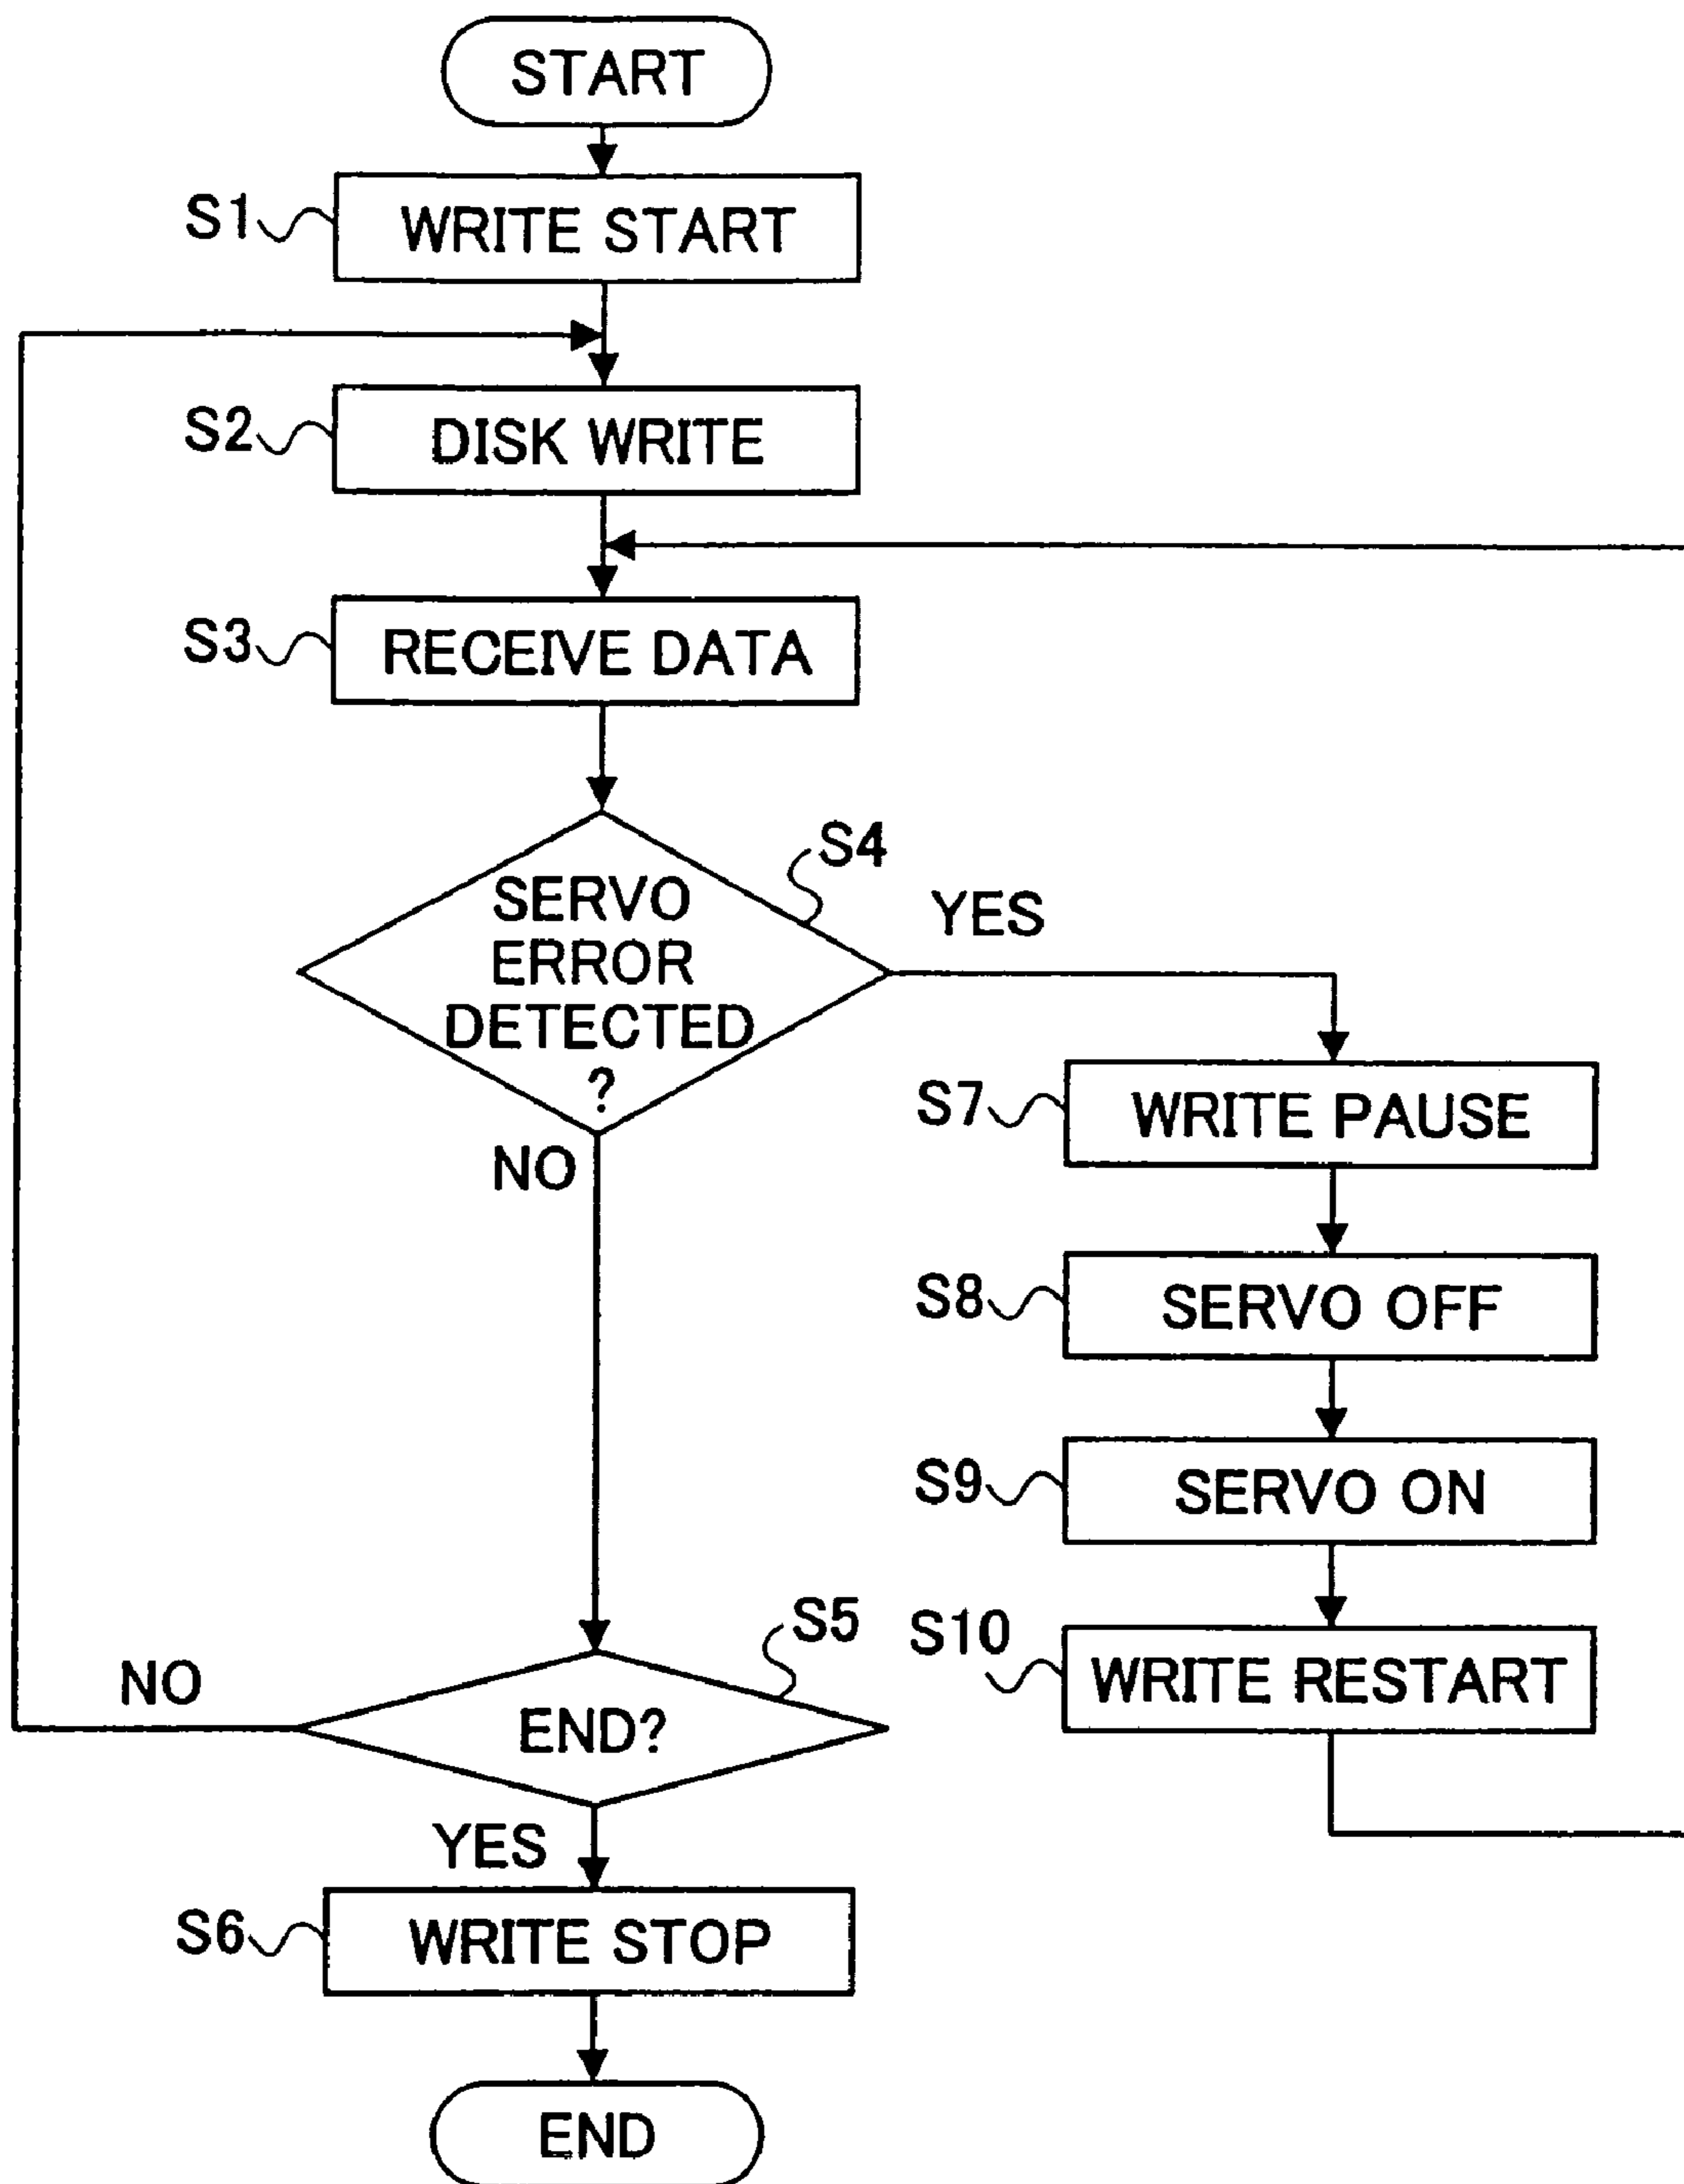 START
S1
WRITE START
S2
DISK WRITE
S3
RECEIVE DATA
S4
SERVO
ERROR
DETECTED
?
YES
NO
S7
WRITE PAUSE
S8
SERVO OFF
S9
SERVO ON
S10
WRITE RESTART
S5
END?
NO
YES
S6
WRITE STOP
END